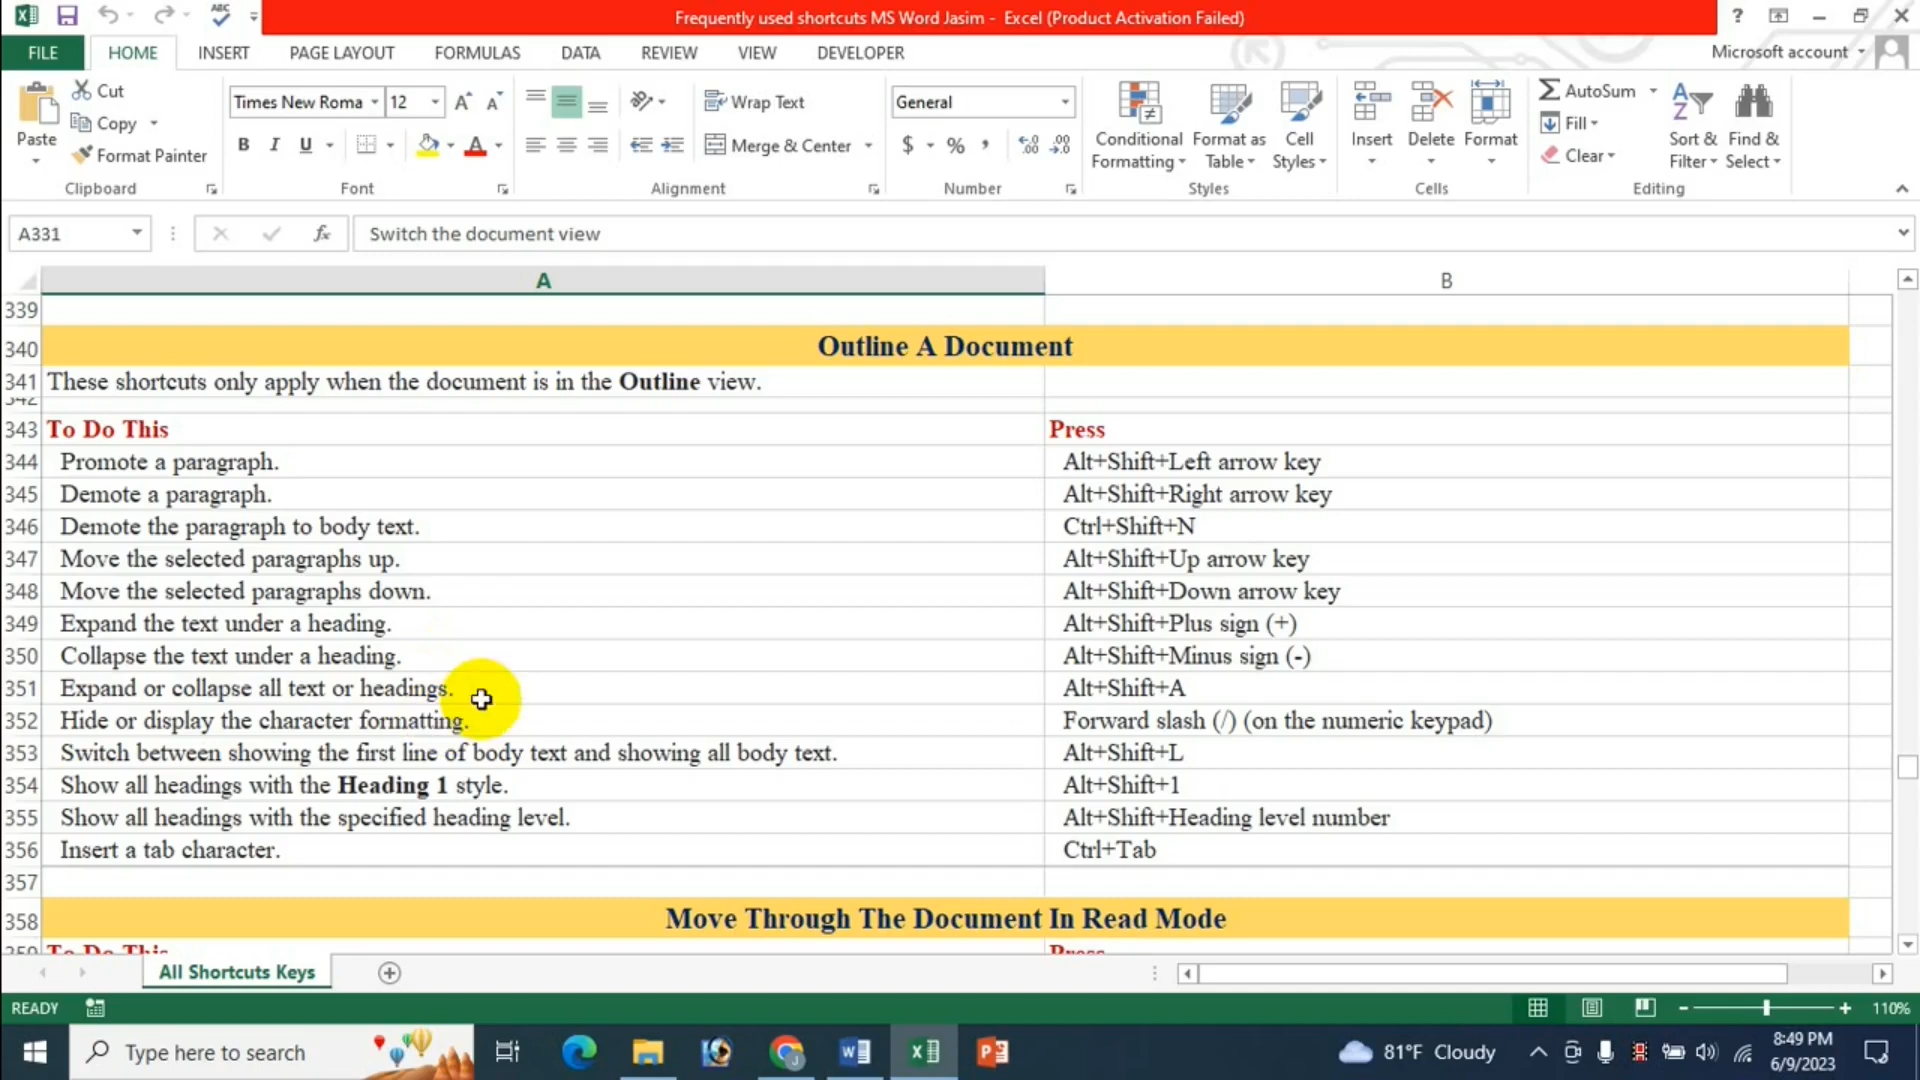 ABC
Frequently used shortcuts MS Word Jasim - Excel (Product Activation Failed)
?
FILE HOME INSERT PAGE LAYOUT FORMULAS DATA REVIEW VIEW DEVELOPER Microsoft account
Paste Cut Copy Format Painter Clipboard
Times New Roma 12 A A B I U A Font
Wrap Text Merge & Center Alignment
General $ % , Number
Conditional Formatting Format as Table Cell Styles Styles
Insert Delete Format Cells
AutoSum Fill Clear Sort & Filter Find & Select Editing
A331 fx Switch the document view
A B
339
340 Outline A Document
341 These shortcuts only apply when the document is in the Outline view.
342
343 To Do This Press
344 Promote a paragraph. Alt+Shift+Left arrow key
345 Demote a paragraph. Alt+Shift+Right arrow key
346 Demote the paragraph to body text. Ctrl+Shift+N
347 Move the selected paragraphs up. Alt+Shift+Up arrow key
348 Move the selected paragraphs down. Alt+Shift+Down arrow key
349 Expand the text under a heading. Alt+Shift+Plus sign (+)
350 Collapse the text under a heading. Alt+Shift+Minus sign (-)
351 Expand or collapse all text or headings. Alt+Shift+A
352 Hide or display the character formatting. Forward slash (/) (on the numeric keypad)
353 Switch between showing the first line of body text and showing all body text. Alt+Shift+L
354 Show all headings with the Heading 1 style. Alt+Shift+1
355 Show all headings with the specified heading level. Alt+Shift+Heading level number
356 Insert a tab character. Ctrl+Tab
357
358 Move Through The Document In Read Mode
359 To Do This Press
All Shortcuts Keys
READY 110%
Type here to search 81°F Cloudy 8:49 PM
6/9/2023